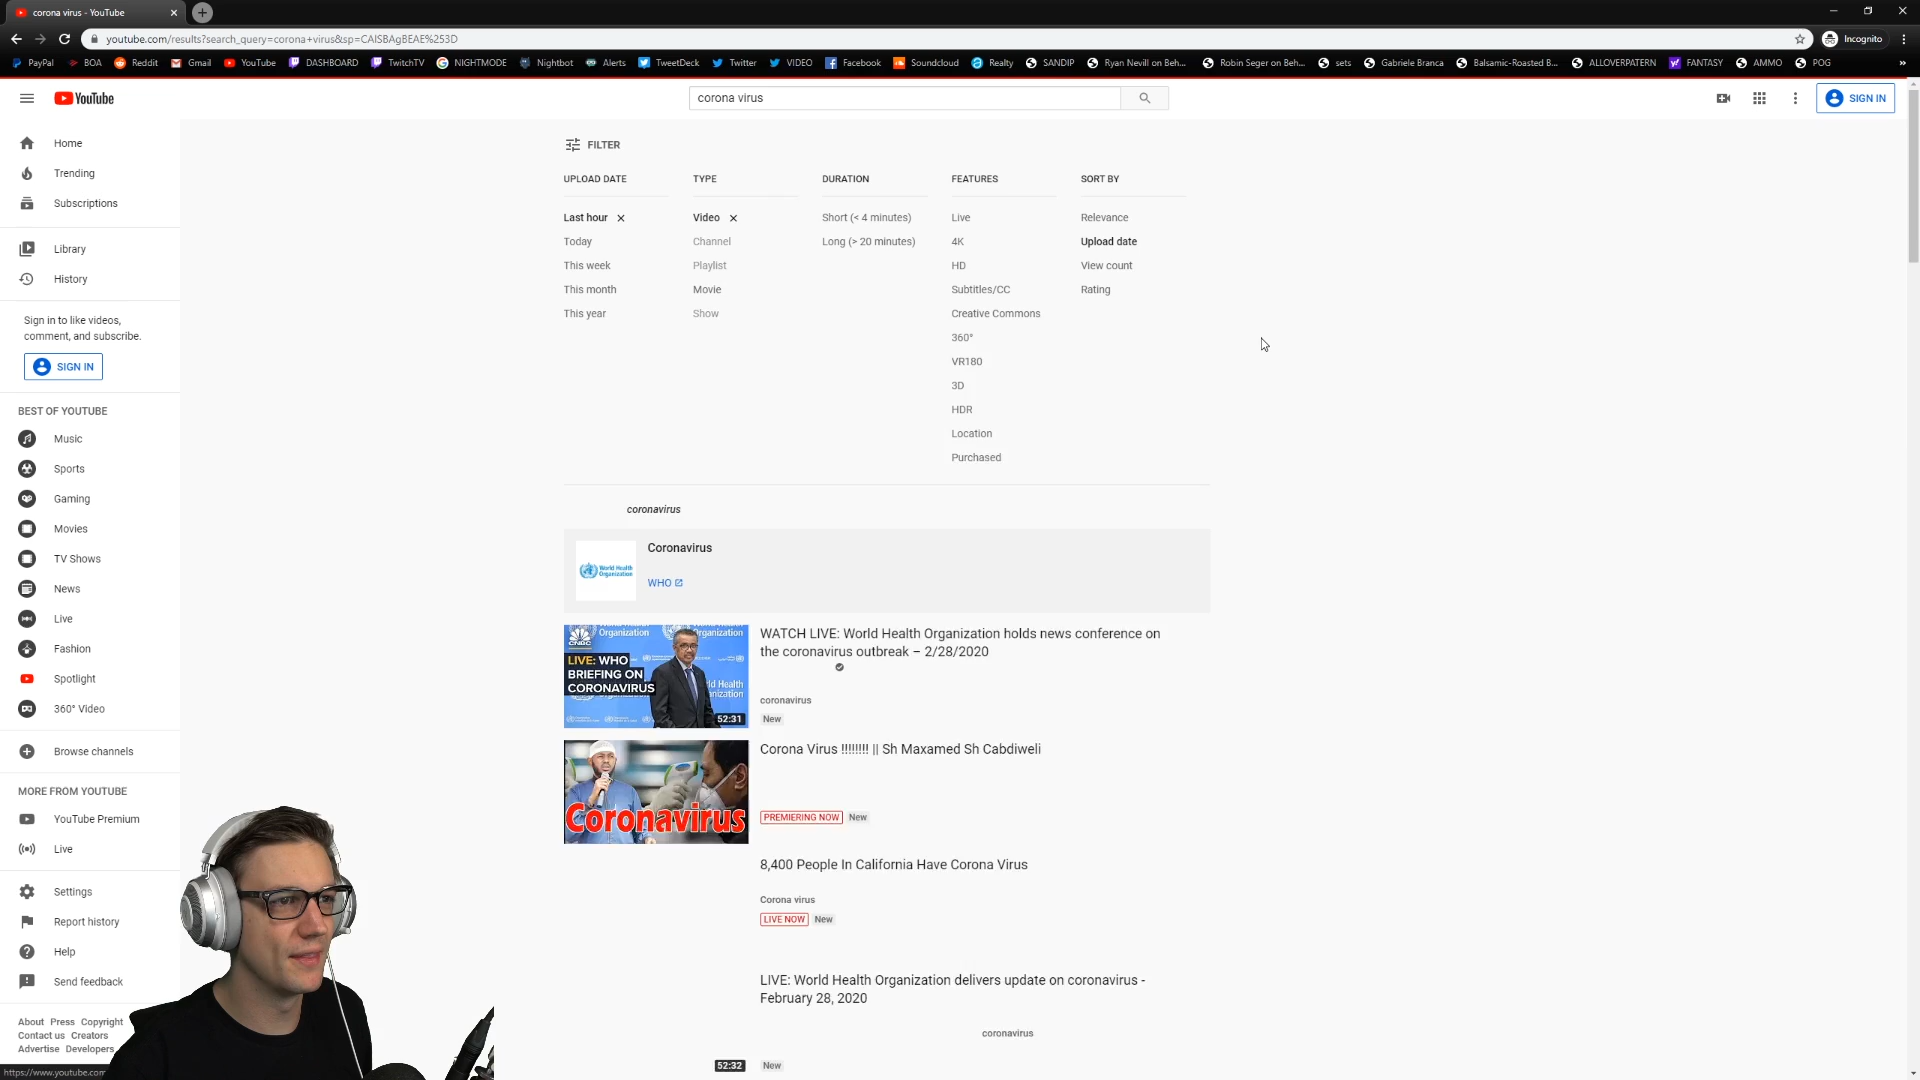 corona virus - YouTube
youtube.com/results?search_query=corona+virus&sp=CAISBAgBEAE%253D
Incognito
PayPal BOA Reddit Gmail YouTube DASHBOARD TwitchTV NIGHTMODE Nightbot Alerts TweetDeck Twitter VIDEO Facebook Soundcloud Realty SANDIP Ryan Nevill on Beh... Robin Seger on Beh... sets Gabriele Branca Balsamic-Roasted B... ALLOVERPATERN FANTASY AMMO POG
YouTube
corona virus
SIGN IN
Home
Trending
Subscriptions
Library
History
Sign in to like videos,
comment, and subscribe.
SIGN IN
BEST OF YOUTUBE
Music
Sports
Gaming
Movies
TV Shows
News
Live
Fashion
Spotlight
360° Video
Browse channels
MORE FROM YOUTUBE
YouTube Premium
Live
Settings
Report history
Help
Send feedback
About Press Copyright
Contact us Creators
Advertise Developers
https://www.youtube.com
FILTER
UPLOAD DATE
Last hour
Today
This week
This month
This year
TYPE
Video
Channel
Playlist
Movie
Show
DURATION
Short (< 4 minutes)
Long (> 20 minutes)
FEATURES
Live
4K
HD
Subtitles/CC
Creative Commons
360°
VR180
3D
HDR
Location
Purchased
SORT BY
Relevance
Upload date
View count
Rating
coronavirus
World Health
Organization
Coronavirus
WHO
CNBC
LIVE: WHO
BRIEFING ON
CORONAVIRUS
52:31
WATCH LIVE: World Health Organization holds news conference on
the coronavirus outbreak – 2/28/2020
coronavirus
New
Coronavirus
Corona Virus !!!!!!!! || Sh Maxamed Sh Cabdiweli
PREMIERING NOW New
8,400 People In California Have Corona Virus
Corona virus
LIVE NOW New
LIVE: World Health Organization delivers update on coronavirus -
February 28, 2020
coronavirus
52:32 New